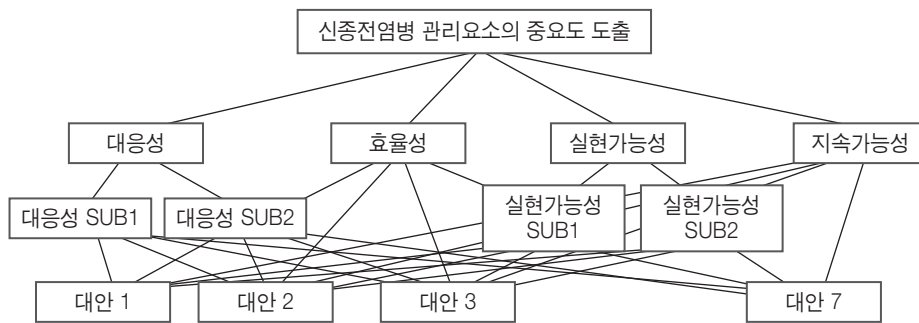 신종전염병 관리요소의 중요도 도출
대응성
효율성
실현가능성
지속가능성
대응성 SUB1
대응성 SUB2
실현가능성
SUB1
실현가능성
SUB2
대안 1
대안 2
대안 3
대안 7